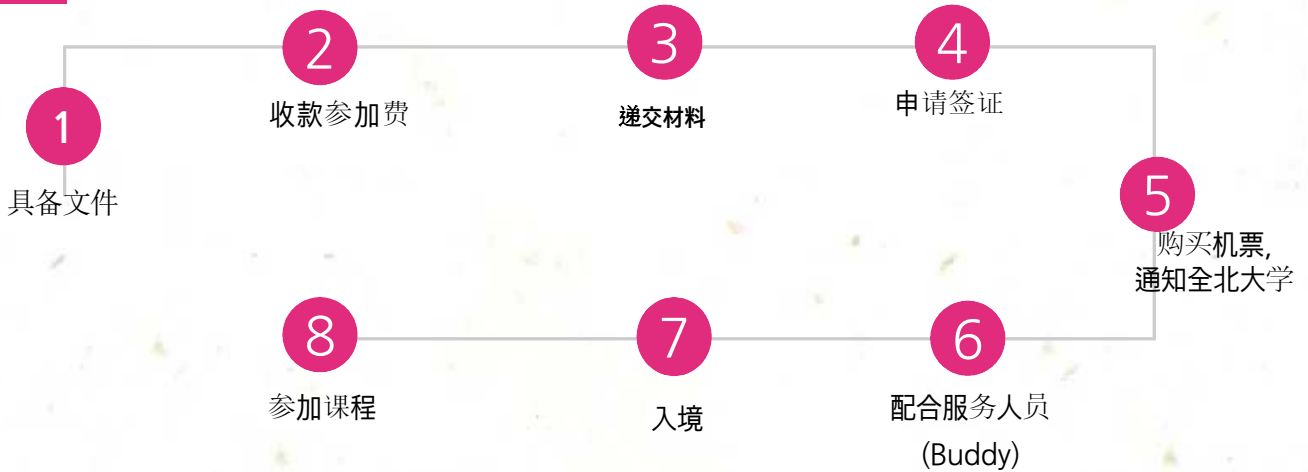 1
具备文件
2
收款参加费
3
递交材料
4
申请签证
5
购买机票,
通知全北大学
6
配合服务人员
(Buddy)
7
入境
8
参加课程